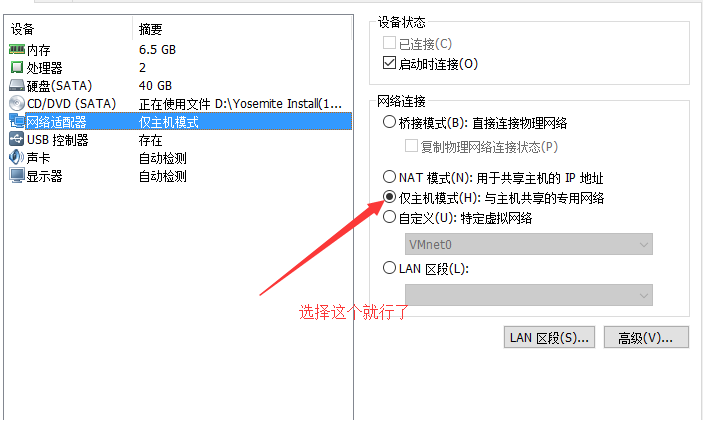 设备 摘要
内存 6.5 GB
处理器 2
硬盘(SATA) 40 GB
CD/DVD (SATA) 正在使用文件 D:\Yosemite Install(1...
网络适配器 仅主机模式
USB 控制器 存在
声卡 自动检测
显示器 自动检测
设备状态
已连接(C)
启动时连接(O)
网络连接
桥接模式(B): 直接连接物理网络
复制物理网络连接状态(P)
NAT 模式(N): 用于共享主机的 IP 地址
仅主机模式(H): 与主机共享的专用网络
自定义(U): 特定虚拟网络
VMnet0
LAN 区段(L):
选择这个就行了
LAN 区段(S)... 高级(V)...